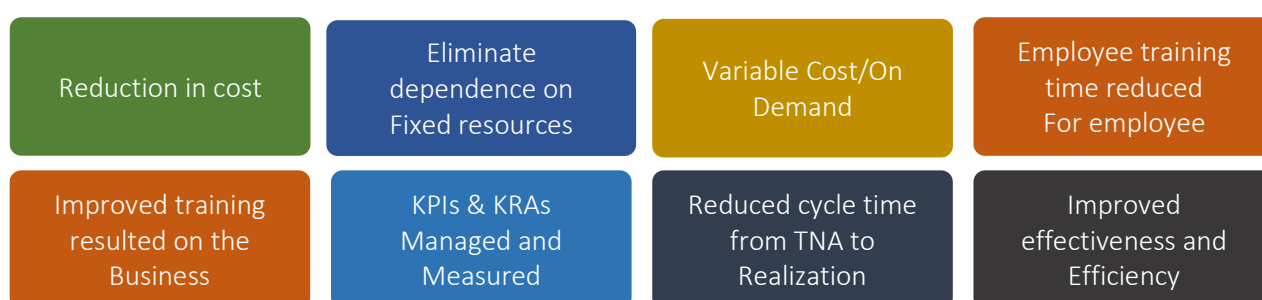 Reduction in cost
Eliminate
dependence on
Fixed resources
Variable Cost/On
Demand
Employee training
time reduced
For employee
Improved training
resulted on the
Business
KPIs & KRAs
Managed and
Measured
Reduced cycle time
from TNA to
Realization
Improved
effectiveness and
Efficiency